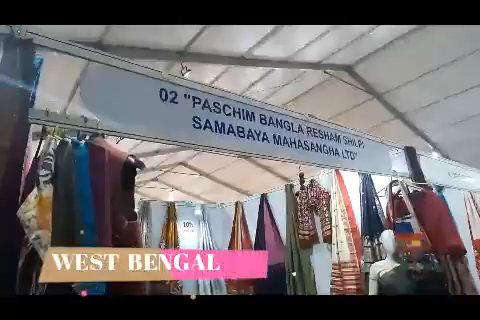 02 "PASCHIM BANGLA RESHAM SHILPI
SAMABAYA MAHASANGHA LTD"
WEST BENGAL